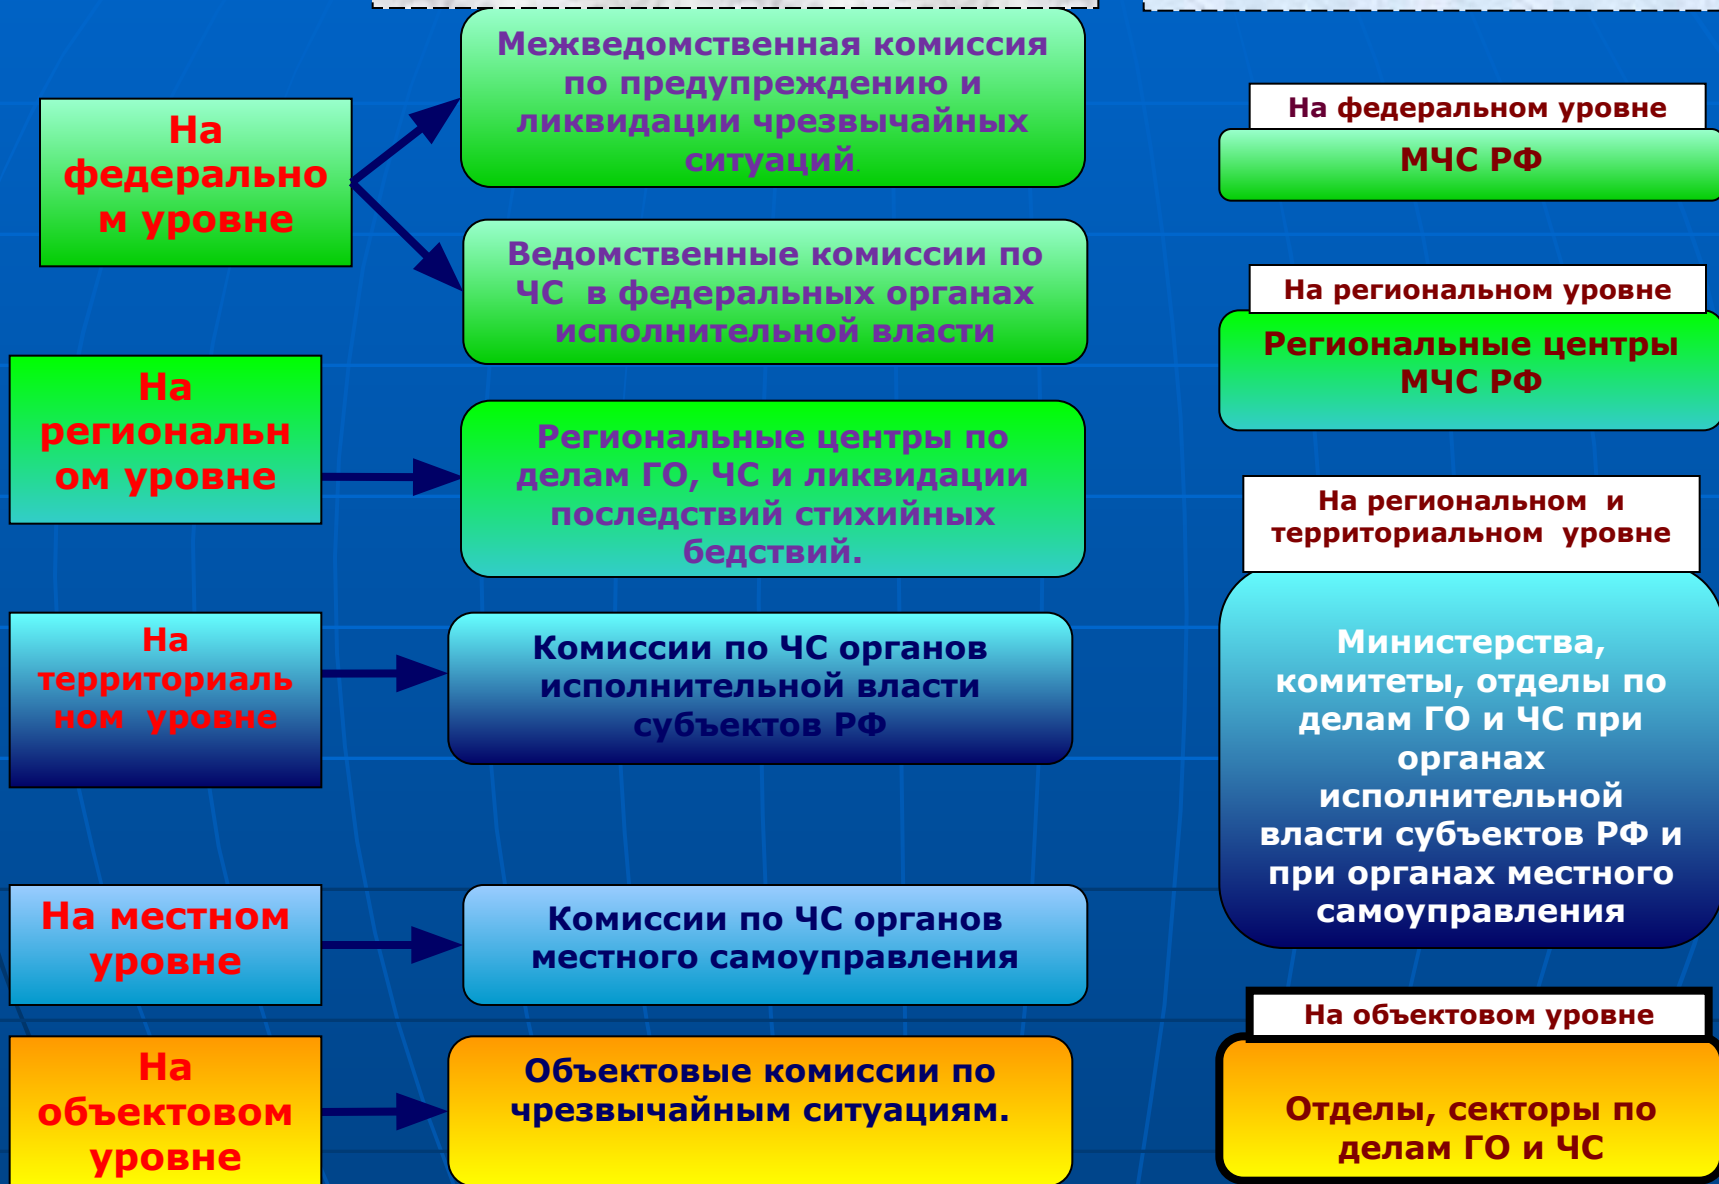 На
федерально
м уровне
Межведомственная комиссия
по предупреждению и
ликвидации чрезвычайных
ситуаций.
Ведомственные комиссии по
ЧС в федеральных органах
исполнительной власти
На
региональн
ом уровне
Региональные центры по
делам ГО, ЧС и ликвидации
последствий стихийных
бедствий.
На
территориаль
ном уровне
Комиссии по ЧС органов
исполнительной власти
субъектов РФ
На местном
уровне
Комиссии по ЧС органов
местного самоуправления
На
объектовом
уровне
Объектовые комиссии по
чрезвычайным ситуациям.
На федеральном уровне
МЧС РФ
На региональном уровне
Региональные центры
МЧС РФ
На региональном и
территориальном уровне
Министерства,
комитеты, отделы по
делам ГО и ЧС при
органах
исполнительной
власти субъектов РФ и
при органах местного
самоуправления
На объектовом уровне
Отделы, секторы по
делам ГО и ЧС